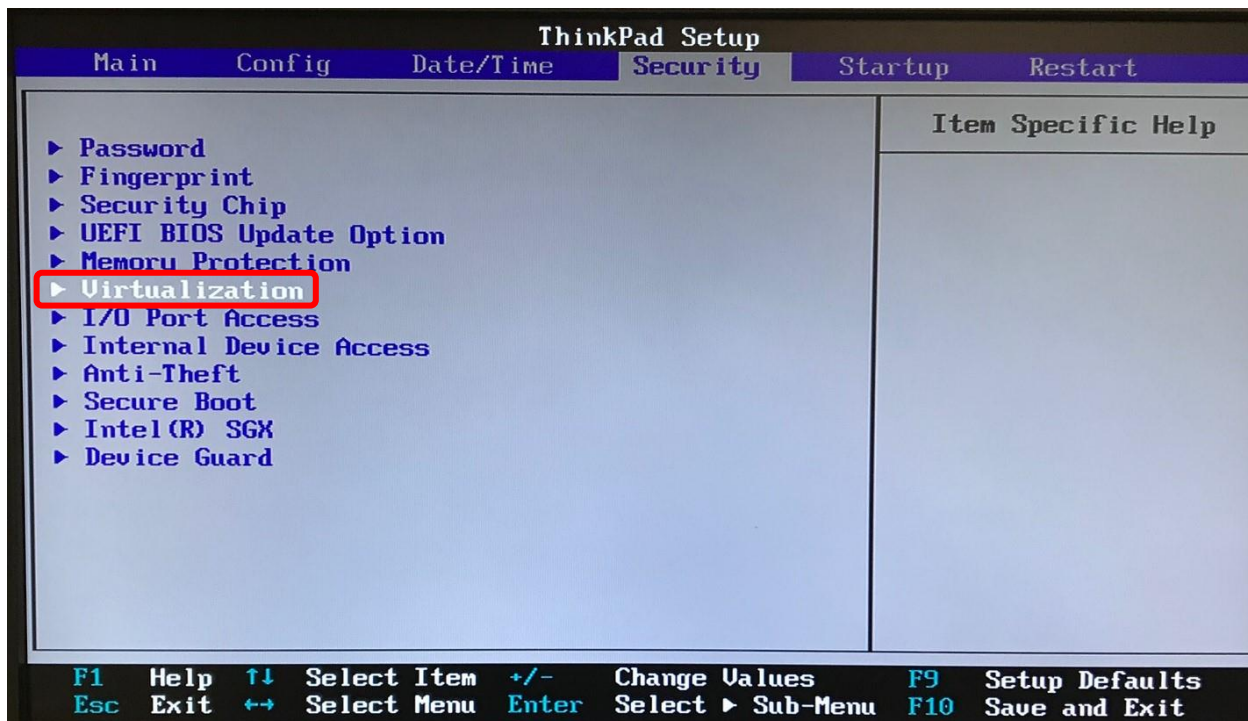 ThinkPad Setup
Main Config Date/Time Security Startup Restart
Item Specific Help
▶ Password
▶ Fingerprint
▶ Security Chip
▶ UEFI BIOS Update Option
▶ Memory Protection
▶ Virtualization
▶ I/O Port Access
▶ Internal Device Access
▶ Anti-Theft
▶ Secure Boot
▶ Intel(R) SGX
▶ Device Guard
F1 Help ↑↓ Select Item +/- Change Values F9 Setup Defaults
Esc Exit ←→ Select Menu Enter Select ▶ Sub-Menu F10 Save and Exit